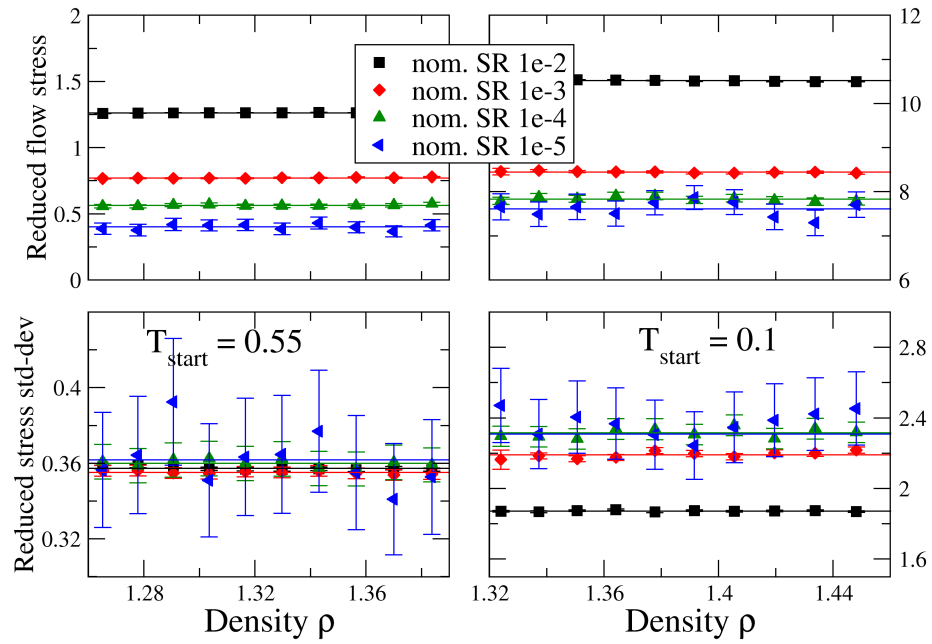 2
1.5
1
0.5
0
Reduced flow stress
nom. SR 1e-2
nom. SR 1e-3
nom. SR 1e-4
nom. SR 1e-5
12
10
8
6
0.4
0.36
0.32
Reduced stress std-dev
T_start = 0.55
T_start = 0.1
2.8
2.4
2
1.6
1.28 1.32 1.36
1.32 1.36 1.4 1.44
Density ρ
Density ρ